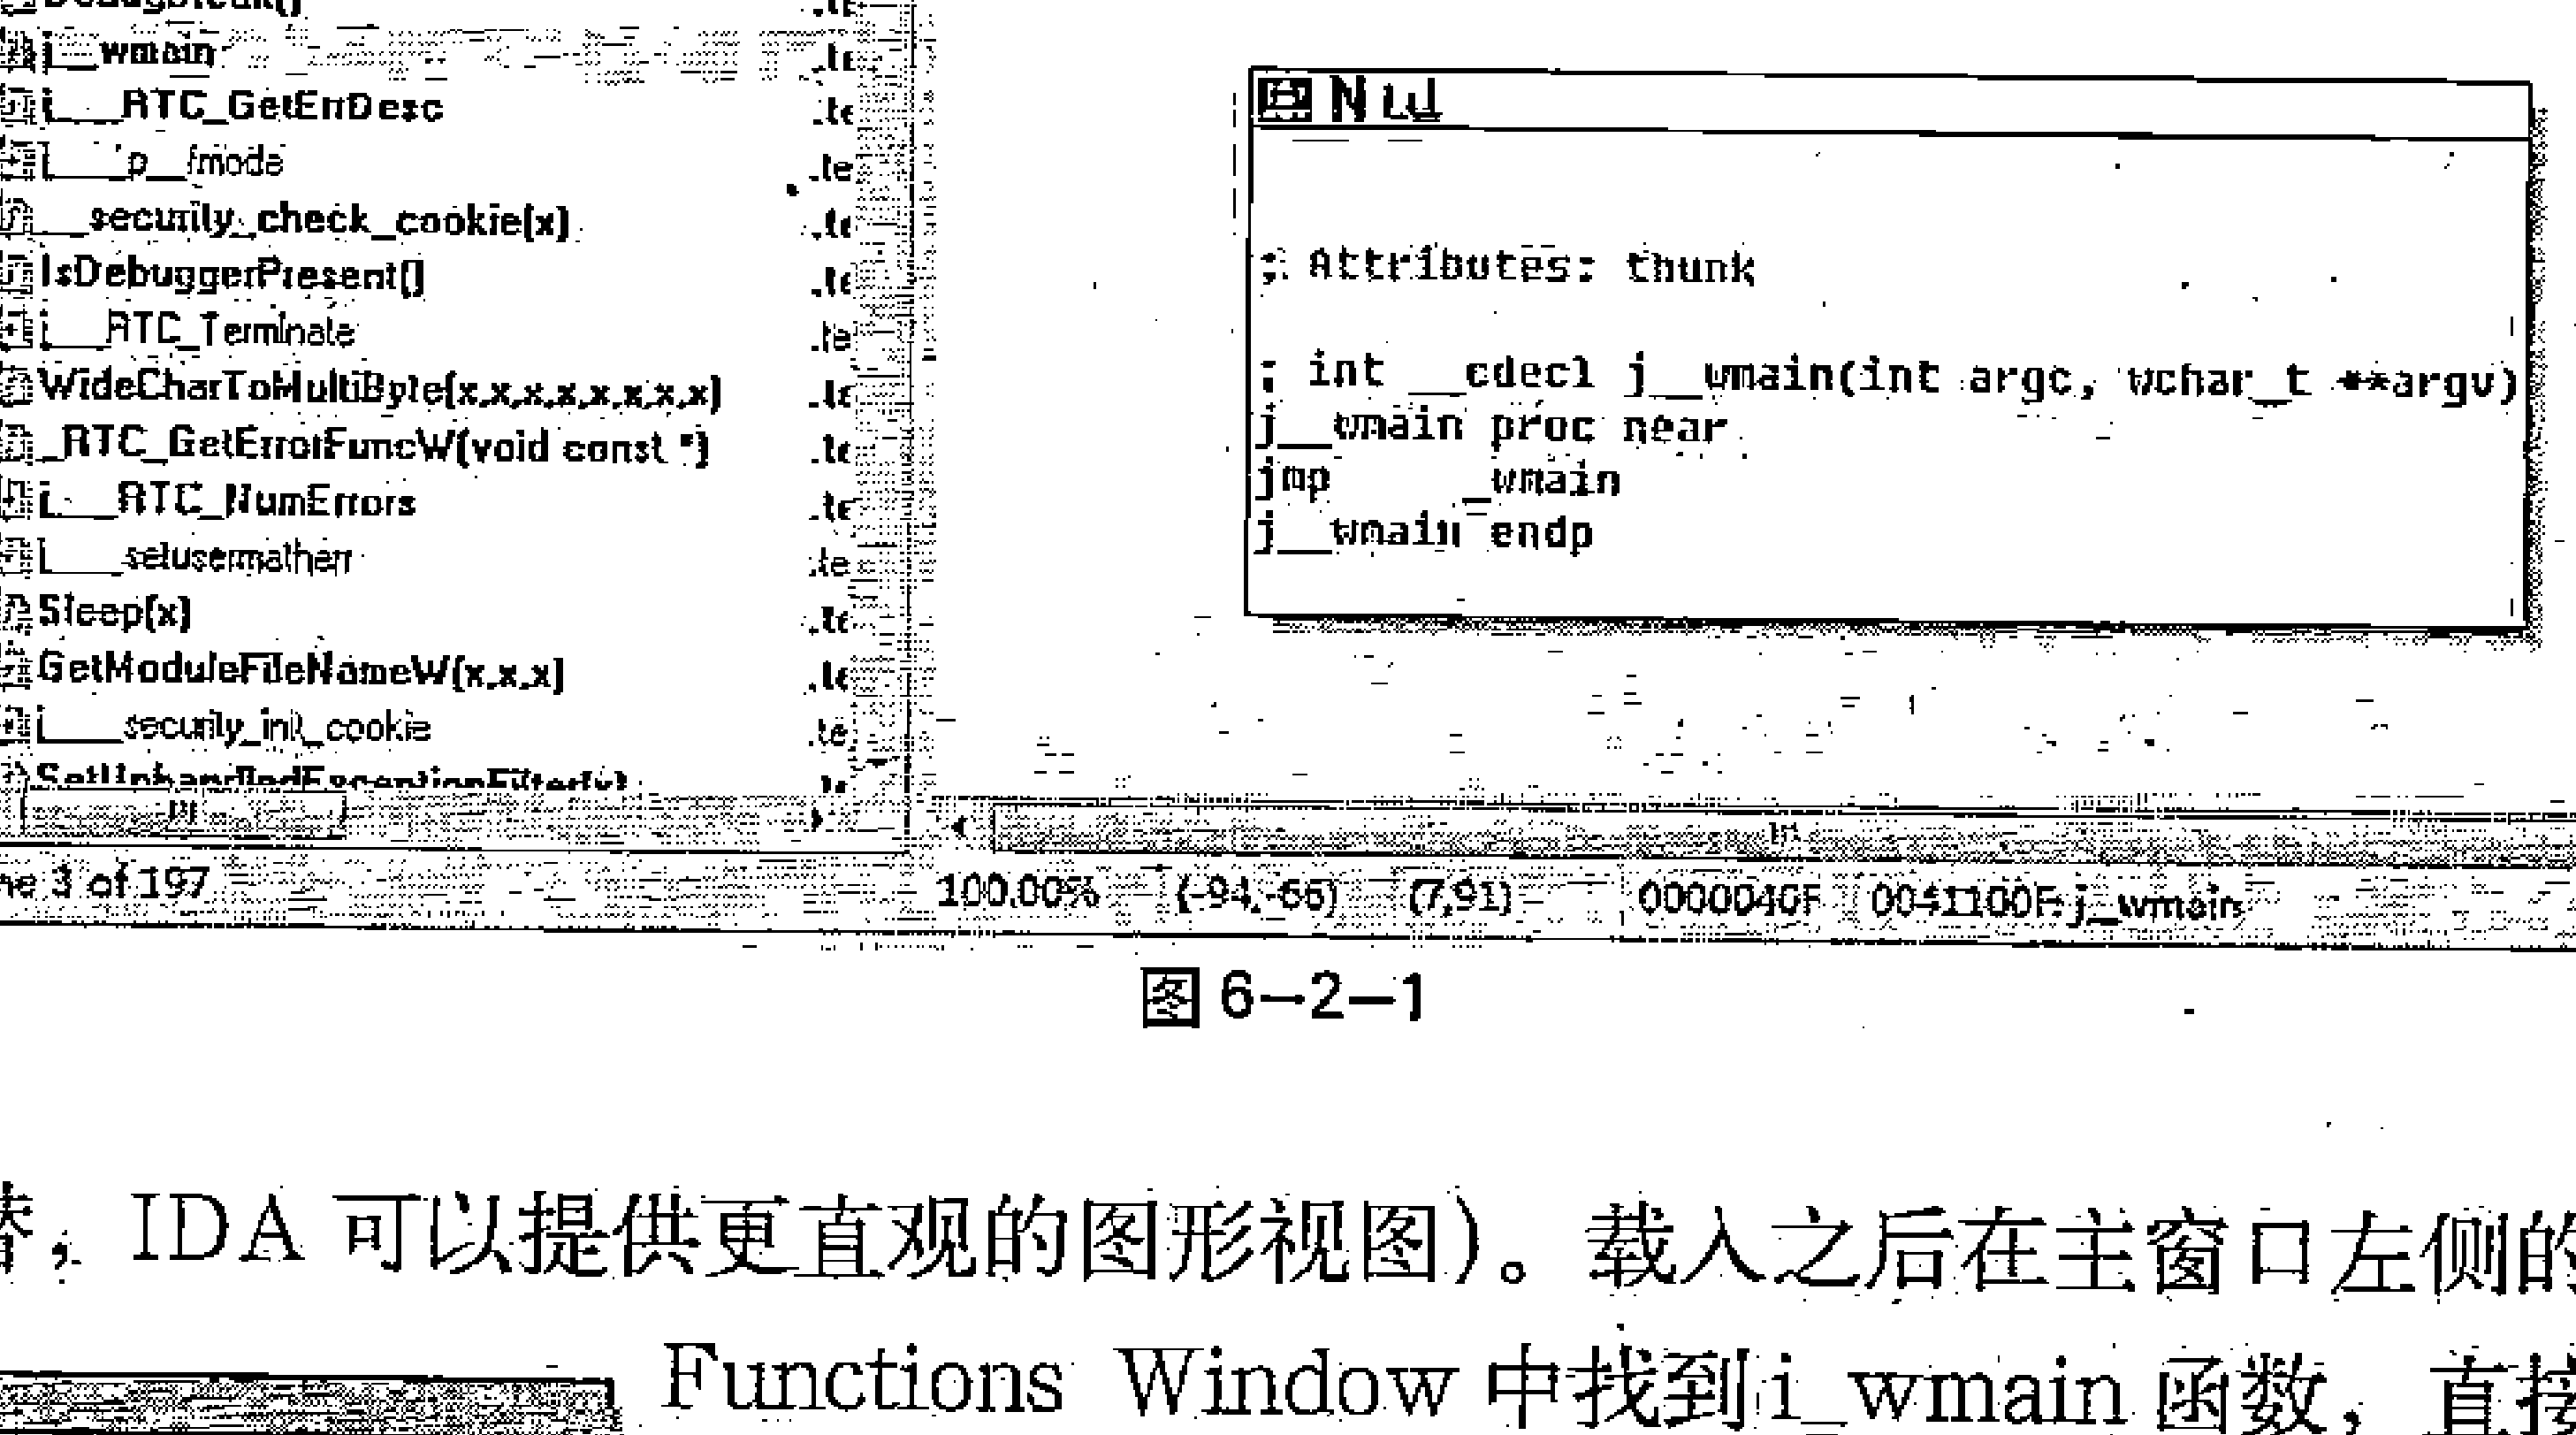 j__wmain
j___RTC_GetErrDesc
j____p__fmode
__security_check_cookie(x)
IsDebuggerPresent()
j___RTC_Terminate
WideCharToMultiByte(x,x,x,x,x,x,x,x)
_RTC_GetErrorFuncW(void const *)
j___RTC_NumErrors
j____setusermatherr
Sleep(x)
GetModuleFileNameW(x,x,x)
j____security_init_cookie
SetUnhandledExceptionFilter(x)
3 of 197
; Attributes: thunk
; int __cdecl j__wmain(int argc, wchar_t **argv)
j__wmain proc near
jmp _wmain
j__wmain endp
100.00% (-94,-66) (7,91) 0000040F 0041100F: j__wmain
图 6-2-1
，IDA 可以提供更直观的图形视图)。载入之后在主窗口左侧的
Functions Window 中找到 i_wmain 函数，直接